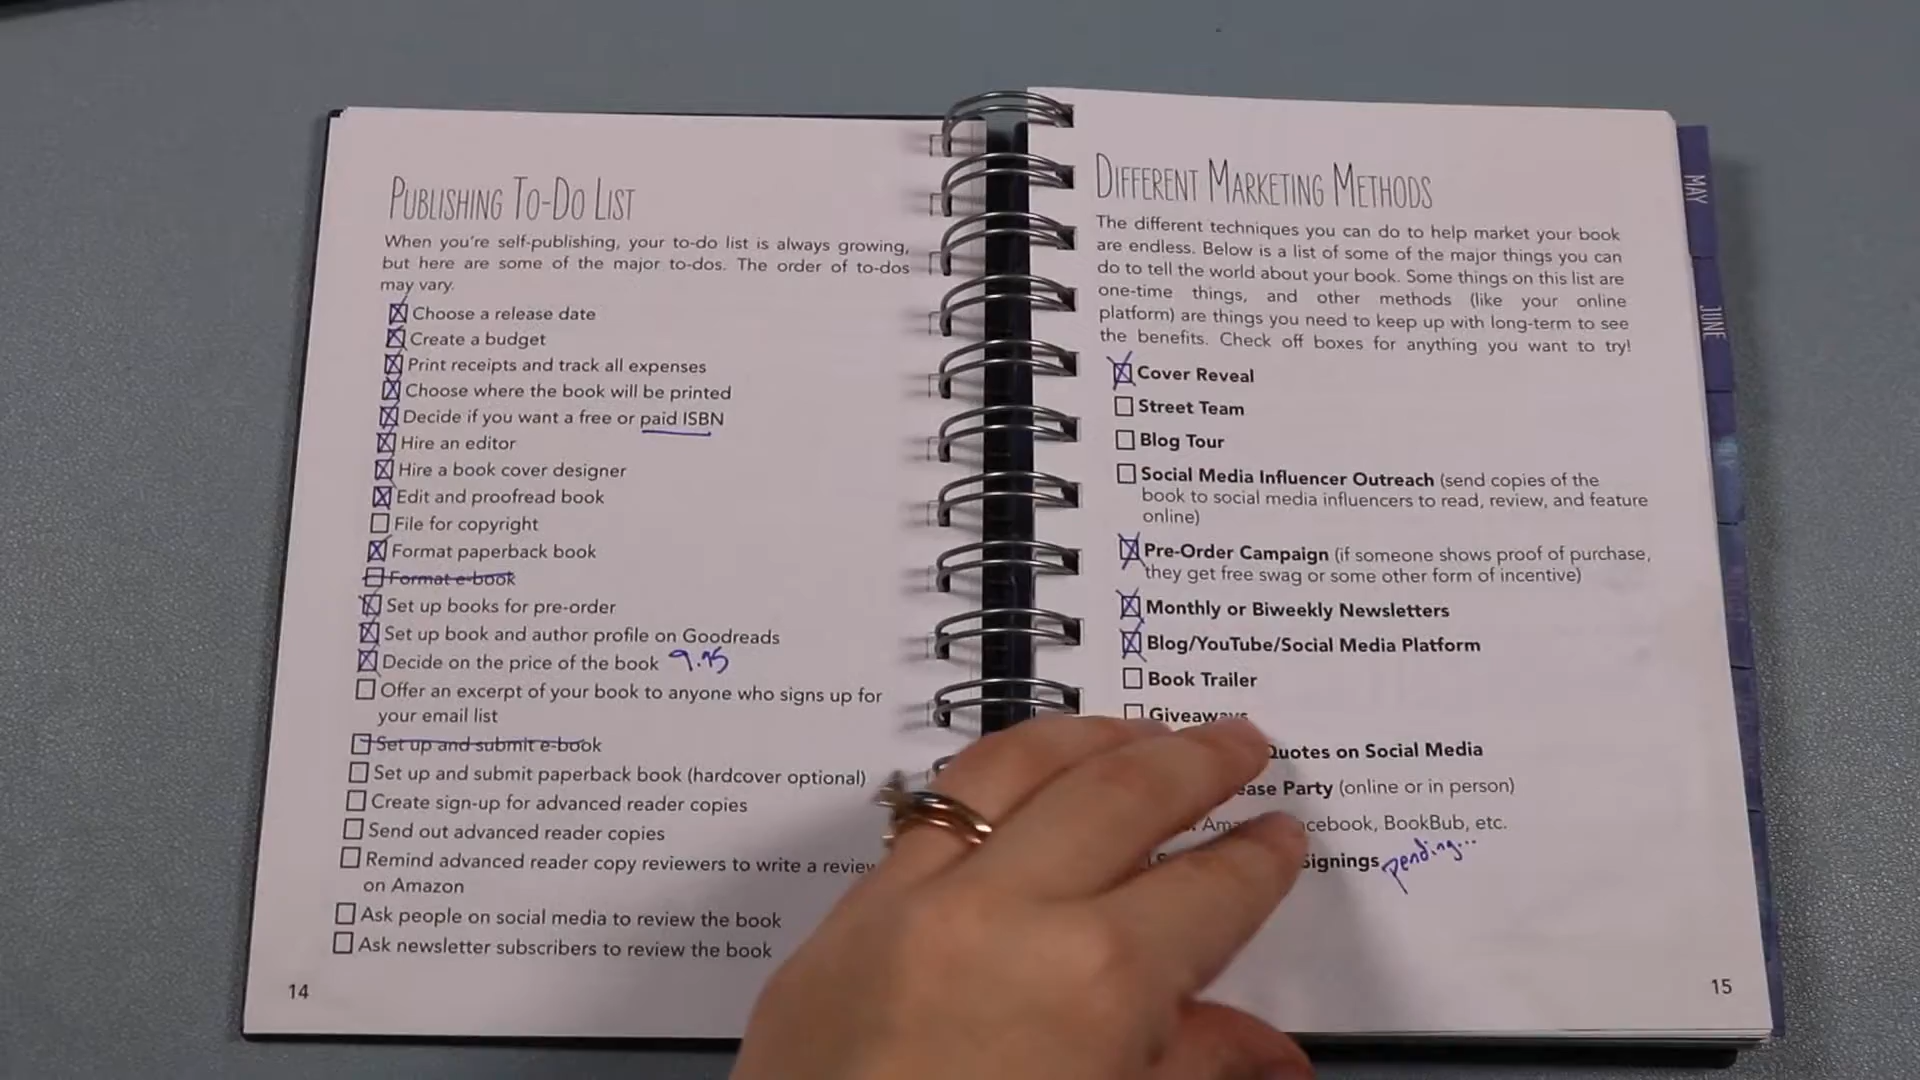 PUBLISHING TO-DO LIST
When you're self-publishing, your to-do list is always growing,
but here are some of the major to-dos. The order of to-dos
may vary.
Choose a release date
Create a budget
Print receipts and track all expenses
Choose where the book will be printed
Decide if you want a free or paid ISBN
Hire an editor
Hire a book cover designer
Edit and proofread book
File for copyright
Format paperback book
Format e-book
Set up books for pre-order
Set up book and author profile on Goodreads
Decide on the price of the book 9.95
Offer an excerpt of your book to anyone who signs up for
your email list
Set up and submit e-book
Set up and submit paperback book (hardcover optional)
Create sign-up for advanced reader copies
Send out advanced reader copies
Remind advanced reader copy reviewers to write a review
on Amazon
Ask people on social media to review the book
Ask newsletter subscribers to review the book
14
DIFFERENT MARKETING METHODS
The different techniques you can do to help market your book
are endless. Below is a list of some of the major things you can
do to tell the world about your book. Some things on this list are
one-time things, and other methods (like your online
platform) are things you need to keep up with long-term to see
the benefits. Check off boxes for anything you want to try!
Cover Reveal
Street Team
Blog Tour
Social Media Influencer Outreach (send copies of the
book to social media influencers to read, review, and feature
online)
Pre-Order Campaign (if someone shows proof of purchase,
they get free swag or some other form of incentive)
Monthly or Biweekly Newsletters
Blog/YouTube/Social Media Platform
Book Trailer
Giveaways
Quotes on Social Media
Party (online or in person)
BookBub, etc.
Signings pending...
15
MAY
JUNE